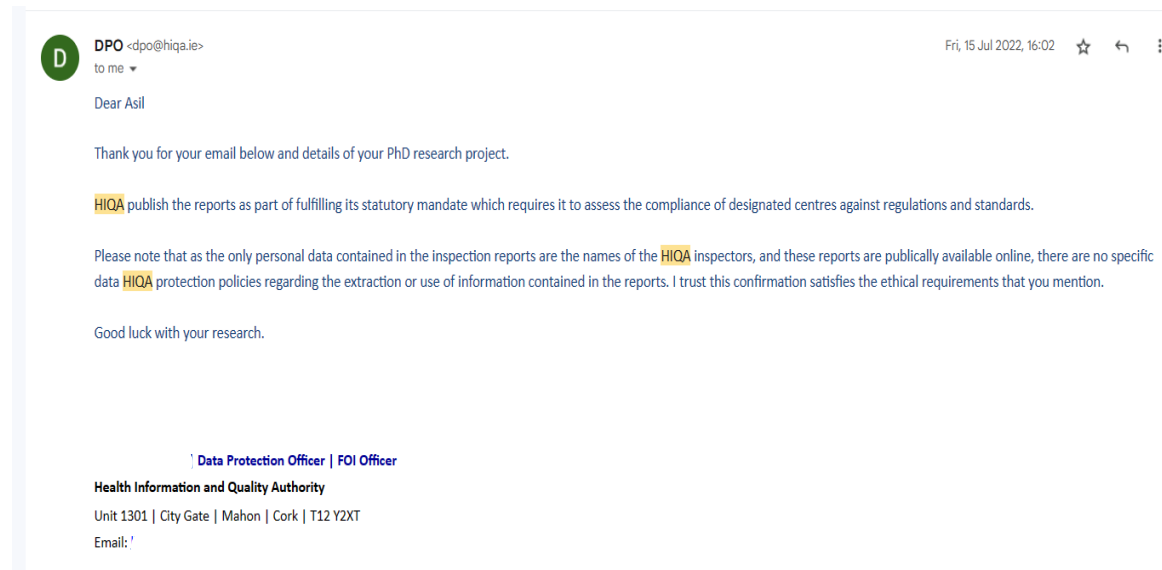 D
DPO <dpo@hiqa.ie>
Fri, 15 Jul 2022, 16:02
to me
Dear Asil
Thank you for your email below and details of your PhD research project.
HIQA publish the reports as part of fulfilling its statutory mandate which requires it to assess the compliance of designated centres against regulations and standards.
Please note that as the only personal data contained in the inspection reports are the names of the HIQA inspectors, and these reports are publically available online, there are no specific
data HIQA protection policies regarding the extraction or use of information contained in the reports. I trust this confirmation satisfies the ethical requirements that you mention.
Good luck with your research.
| Data Protection Officer | FOI Officer
Health Information and Quality Authority
Unit 1301 | City Gate | Mahon | Cork | T12 Y2XT
Email: